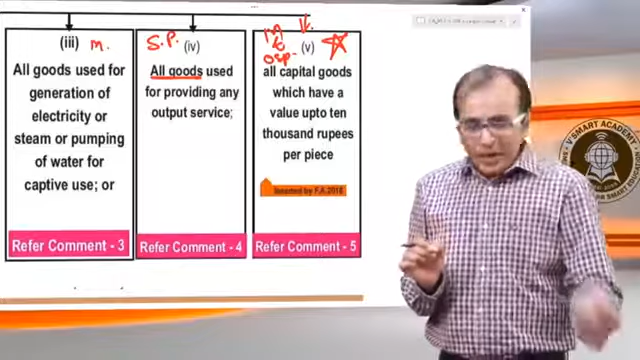 (iii) m.
All goods used for
generation of
electricity or
steam or pumping
of water for
captive use; or
Refer Comment - 3
S.P. (iv)
All goods used
for providing any
output service;
Refer Comment - 4
(v)
all capital goods
which have a
value upto ten
thousand rupees
per piece
Inserted by F.A.2016
Refer Comment - 5
V SMART ACADEMY